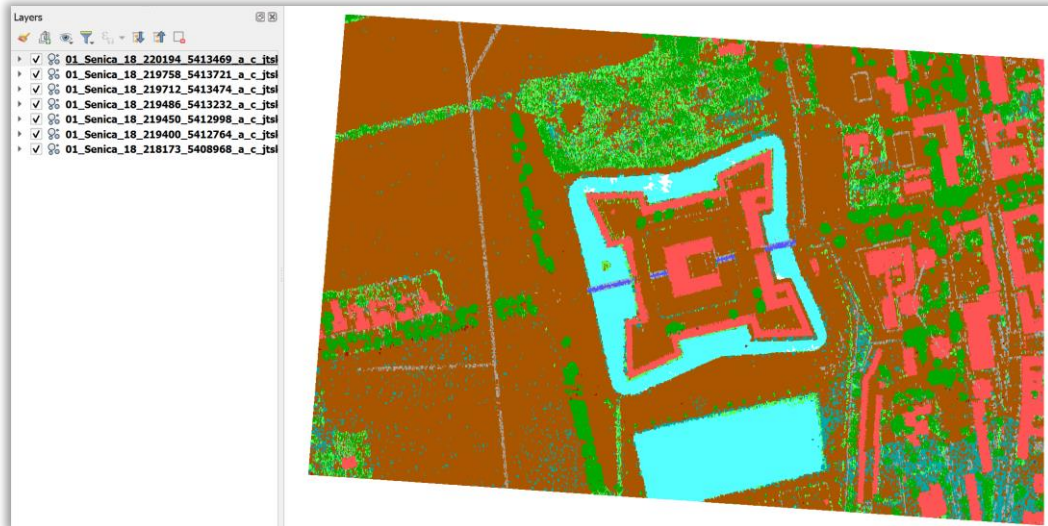 Layers
01_Senica_18_220194_5413469_a_c_jtsl
01_Senica_18_219758_5413721_a_c_jtsl
01_Senica_18_219712_5413474_a_c_jtsl
01_Senica_18_219486_5413232_a_c_jtsl
01_Senica_18_219450_5412998_a_c_jtsl
01_Senica_18_219400_5412764_a_c_jtsl
01_Senica_18_218173_5408968_a_c_jtsl